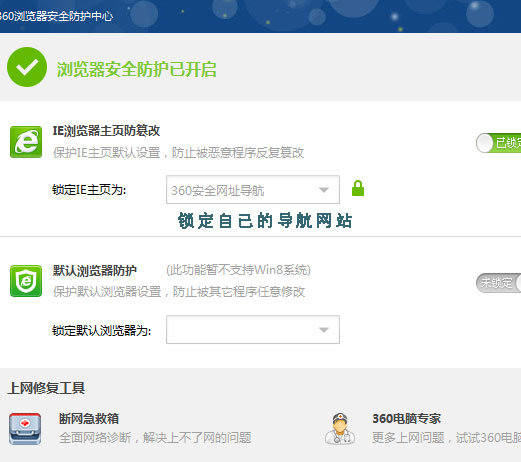 360浏览器安全防护中心
浏览器安全防护已开启
IE浏览器主页防篡改
保护IE主页默认设置，防止被恶意程序反复篡改
已锁定
锁定IE主页为:
360安全网址导航
锁定自已的导航网站
默认浏览器防护 (此功能暂不支持Win8系统)
保护默认浏览器设置，防止被其它程序任意修改
未锁定
锁定默认浏览器为:
上网修复工具
断网急救箱
全面网络诊断，解决上不了网的问题
360电脑专家
更多上网问题，试试360电脑